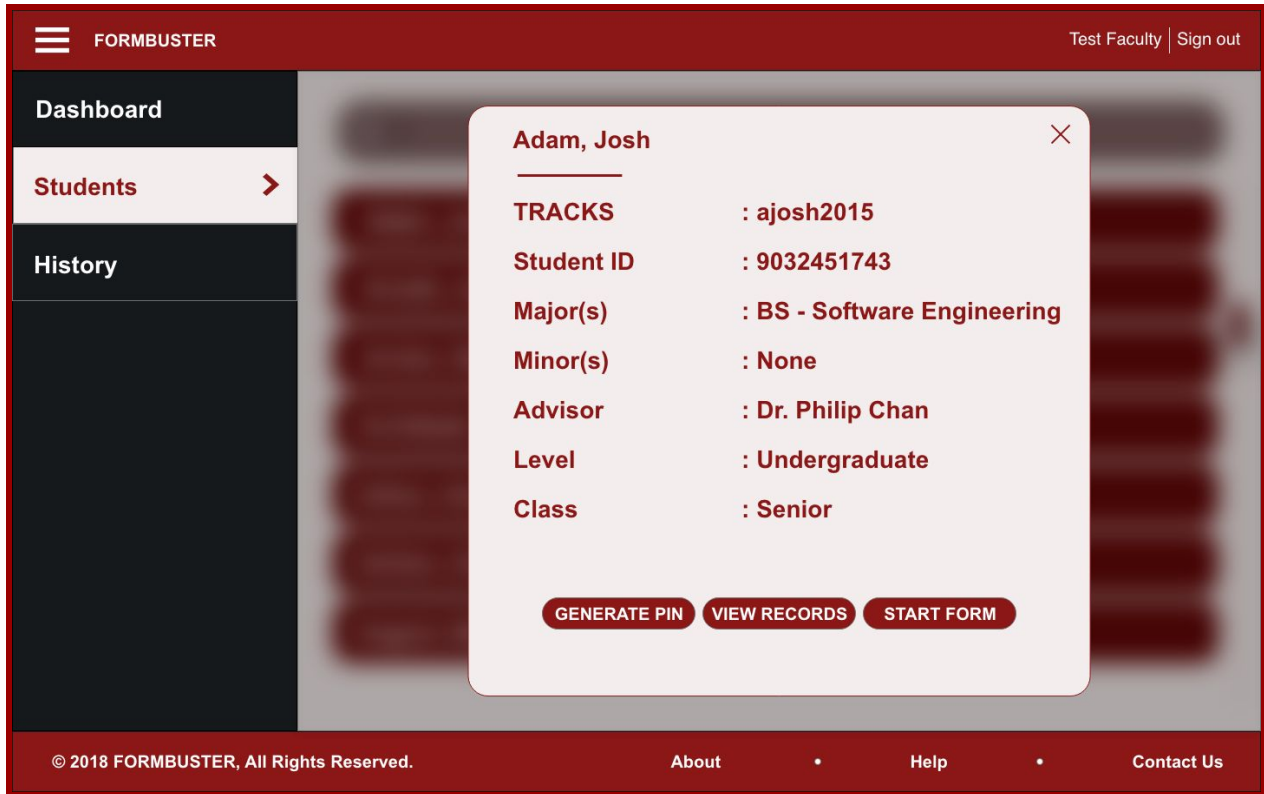 FORMBUSTER
Test Faculty | Sign out
Dashboard
Students
History
Adam, Josh
TRACKS : ajosh2015
Student ID : 9032451743
Major(s) : BS - Software Engineering
Minor(s) : None
Advisor : Dr. Philip Chan
Level : Undergraduate
Class : Senior
GENERATE PIN VIEW RECORDS START FORM
© 2018 FORMBUSTER, All Rights Reserved. About • Help • Contact Us